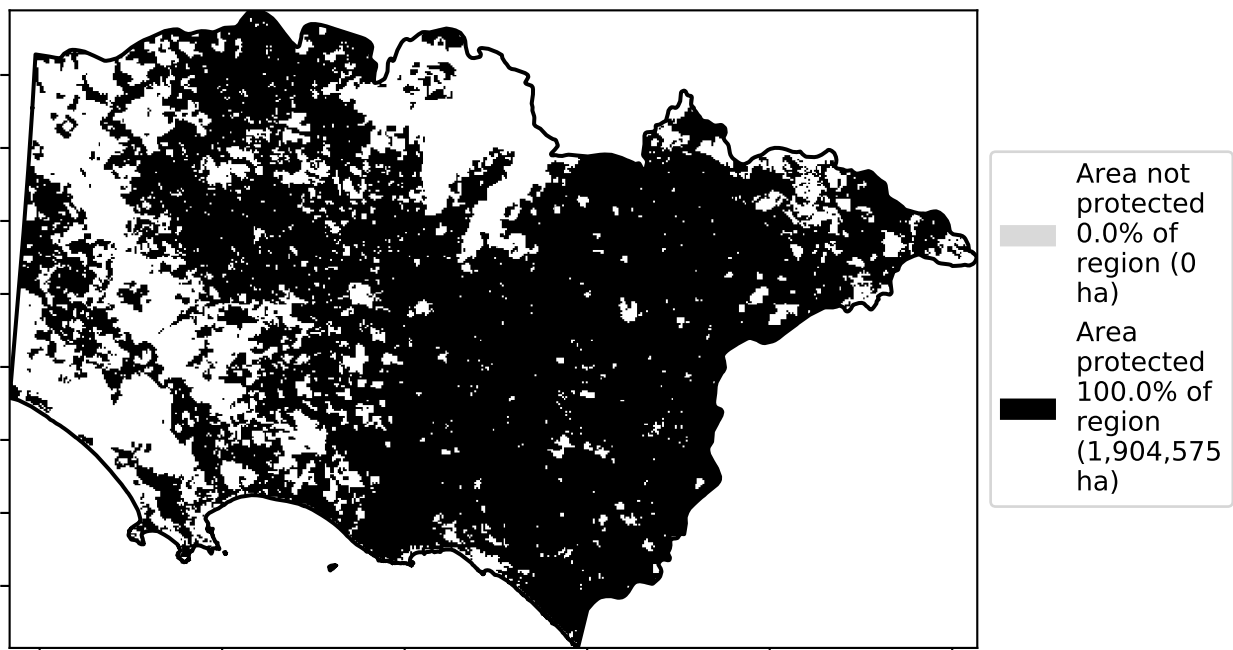 Area not
protected
0.0% of
region (0
ha)
Area
protected
100.0% of
region
(1,904,575
ha)